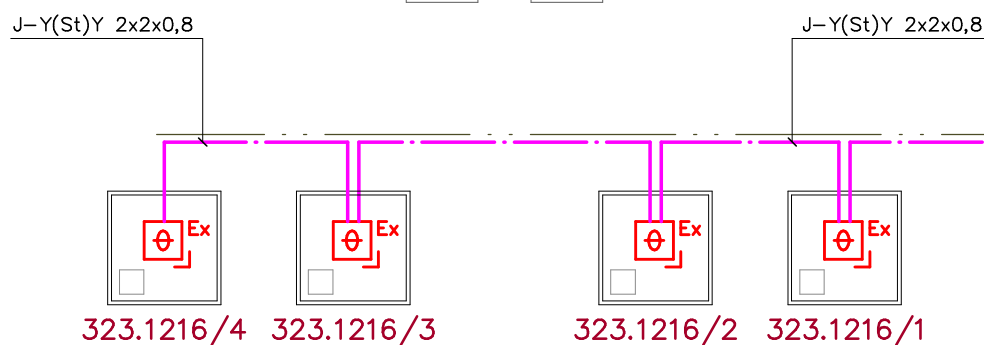 J-Y(St)Y 2x2x0,8 J-Y(St)Y 2x2x0,8
Ex Ex Ex Ex
323.1216/4 323.1216/3 323.1216/2 323.1216/1